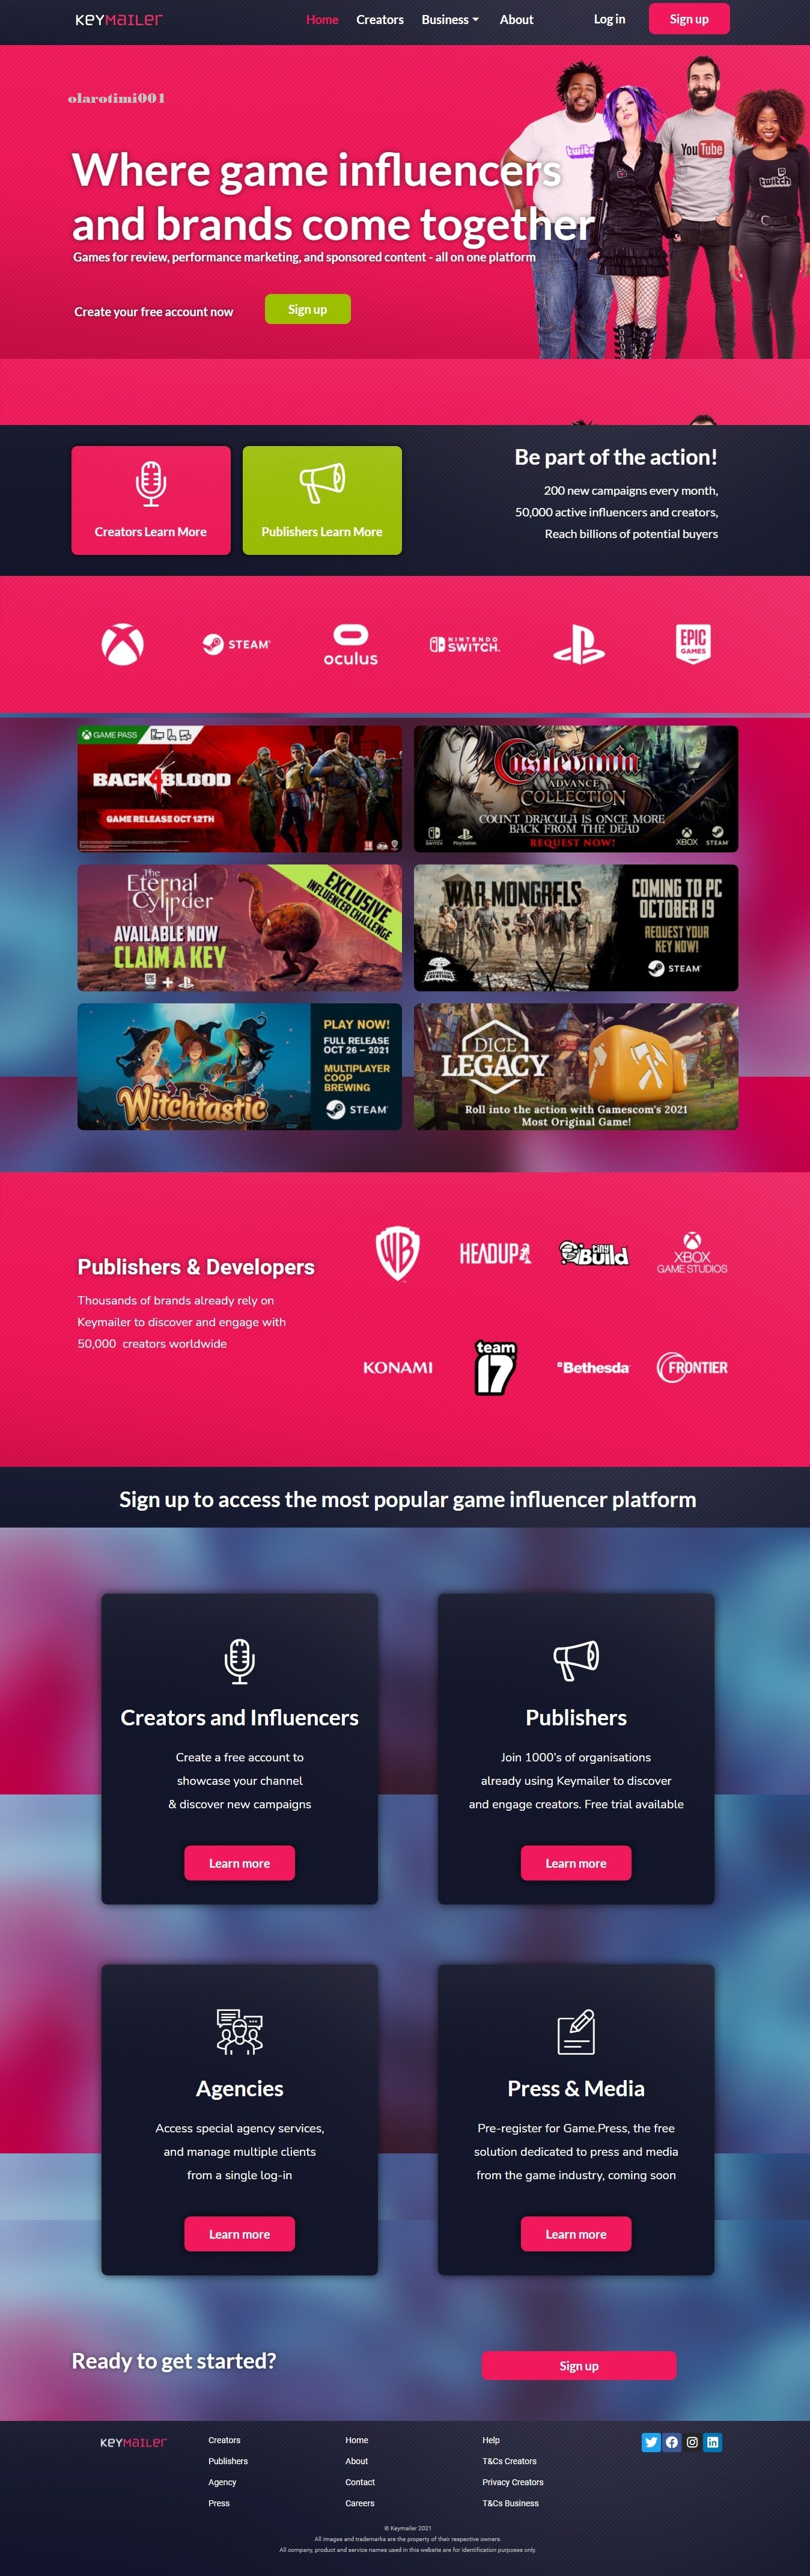 KEYMAILER
Home Creators Business About
Log in Sign up
olarotimi001
Where game influencers
and brands come together
Games for review, performance marketing, and sponsored content - all on one platform
Create your free account now
Sign up
twitch
YouTube
twitch
Creators Learn More
Publishers Learn More
Be part of the action!
200 new campaigns every month,
50,000 active influencers and creators,
Reach billions of potential buyers
STEAM
oculus
NINTENDO
SWITCH
EPIC
GAMES
GAME PASS
BACK 4 BLOOD
GAME RELEASE OCT 12TH
Castlevania
ADVANCE
COLLECTION
COUNT DRACULA IS ONCE MORE
BACK FROM THE DEAD
REQUEST NOW!
SWITCH PlayStation XBOX STEAM
The
Eternal
Cylinder
AVAILABLE NOW
CLAIM A KEY
EXCLUSIVE
INFLUENCER CHALLENGE
WAR MONGRELS
COMING TO PC
OCTOBER 19
REQUEST YOUR
KEY NOW!
STEAM
Witchtastic
PLAY NOW!
FULL RELEASE
OCT 26 - 2021
MULTIPLAYER
COOP
BREWING
STEAM
DICE
LEGACY
Roll into the action with Gamescom's 2021
Most Original Game!
Publishers & Developers
Thousands of brands already rely on
Keymailer to discover and engage with
50,000  creators worldwide
WB
HEADUP
tiny
Build
XBOX
GAME STUDIOS
KONAMI
team
17
Bethesda
FRONTIER
Sign up to access the most popular game influencer platform
Creators and Influencers
Create a free account to
showcase your channel
& discover new campaigns
Learn more
Publishers
Join 1000's of organisations
already using Keymailer to discover
and engage creators. Free trial available
Learn more
Agencies
Access special agency services,
and manage multiple clients
from a single log-in
Learn more
Press & Media
Pre-register for Game.Press, the free
solution dedicated to press and media
from the game industry, coming soon
Learn more
Ready to get started?
Sign up
KEYMAILER
Creators
Publishers
Agency
Press
Home
About
Contact
Careers
Help
T&Cs Creators
Privacy Creators
T&Cs Business
© Keymailer 2021
All images and trademarks are the property of their respective owners.
All company, product and service names used in this website are for identification purposes only.